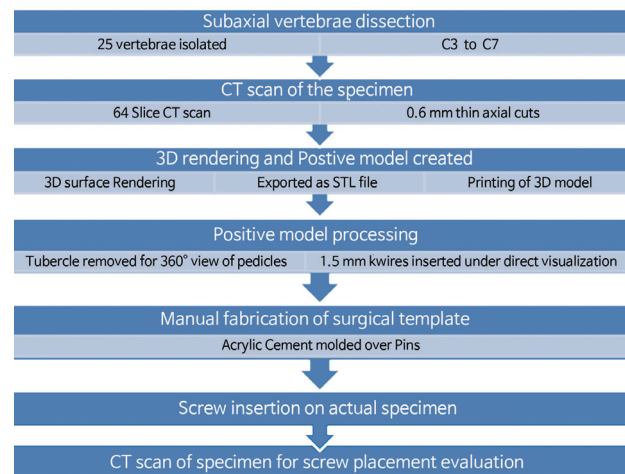 Subaxial vertebrae dissection
25 vertebrae isolated
C3 to C7
CT scan of the specimen
64 Slice CT scan
0.6 mm thin axial cuts
3D rendering and Postive model created
3D surface Rendering
Exported as STL file
Printing of 3D model
Positive model processing
Tubercle removed for 360° view of pedicles
1.5 mm kwires inserted under direct visualization
Manual fabrication of surgical template
Acrylic Cement molded over Pins
Screw insertion on actual specimen
CT scan of specimen for screw placement evaluation